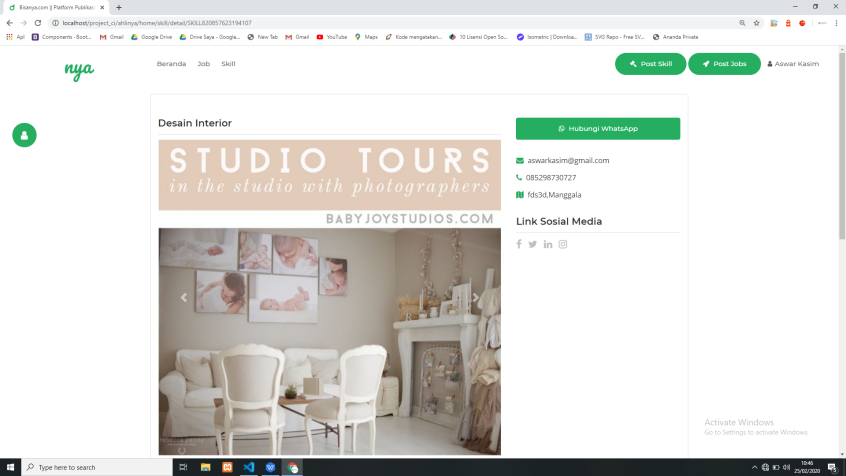 Bisanya.com || Platform Publikas
localhost/project_ci/ahlinya/home/skill/detail/SKILL820857623194107
Apl
Components · Boot...
Gmail
Google Drive
Drive Saya - Google...
New Tab
Gmail
YouTube
Maps
Kode mengatakan...
10 Lisensi Open So...
Isometric | Downloa...
SVG Repo - Free SV...
Ananda Private
nya
Beranda
Job
Skill
Post Skill
Post Jobs
Aswar Kasim
Desain Interior
STUDIO TOURS
in the studio with photographers
BABYJOYSTUDIOS.COM
Hubungi WhatsApp
aswarkasim@gmail.com
085298730727
fds3d,Manggala
Link Sosial Media
Activate Windows
Go to Settings to activate Windows.
Type here to search
10:46
25/02/2020